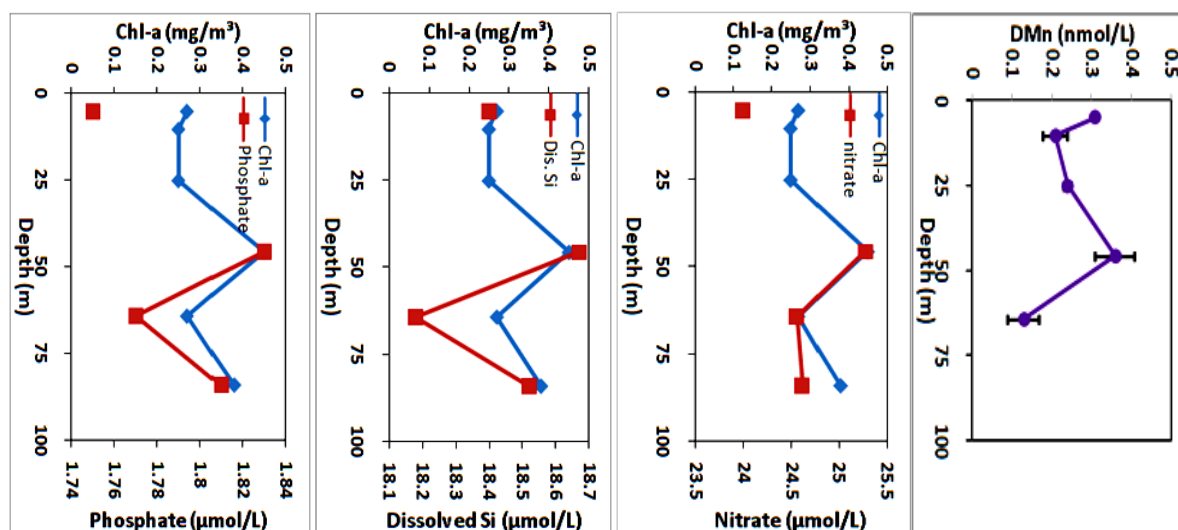 Chl-a (mg/m³)
0 0.1 0.3 0.4 0.5
0
25
50
75
100
Depth (m)
Chl-a
Phosphate
1.74 1.76 1.78 1.8 1.82 1.84
Phosphate (µmol/L)
Chl-a (mg/m³)
0 0.1 0.3 0.4 0.5
0
25
50
75
100
Depth (m)
Chl-a
Dis. Si
18.1 18.2 18.3 18.4 18.5 18.6 18.7
Dissolved Si (µmol/L)
Chl-a (mg/m³)
0 0.1 0.3 0.4 0.5
0
25
50
75
100
Depth (m)
Chl-a
nitrate
23.5 24 24.5 25 25.5
Nitrate (µmol/L)
DMn (nmol/L)
0 0.1 0.2 0.3 0.4 0.5
0
25
50
75
100
Depth (m)